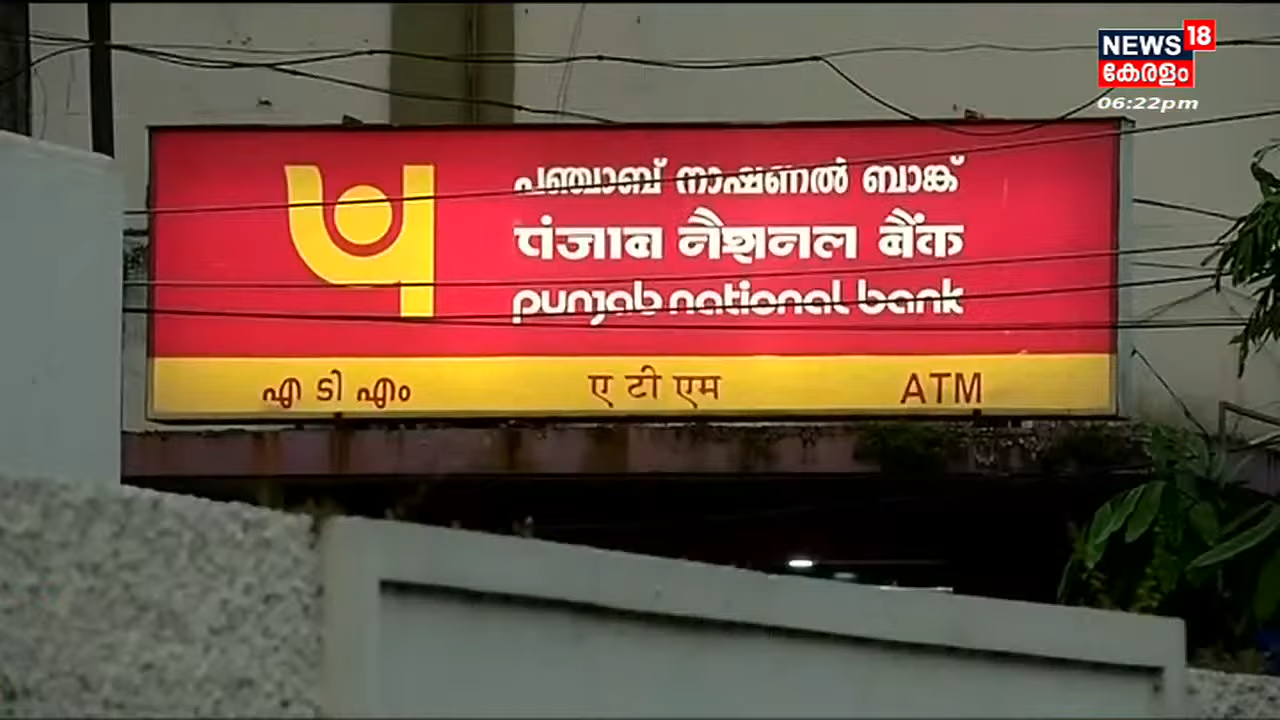 NEWS 18
കേരളം
06:22pm
പഞ്ചാബ് നാഷണൽ ബാങ്ക്
पंजाब नैशनल बैंक
punjab national bank
എ ടി എം ए टी एम ATM